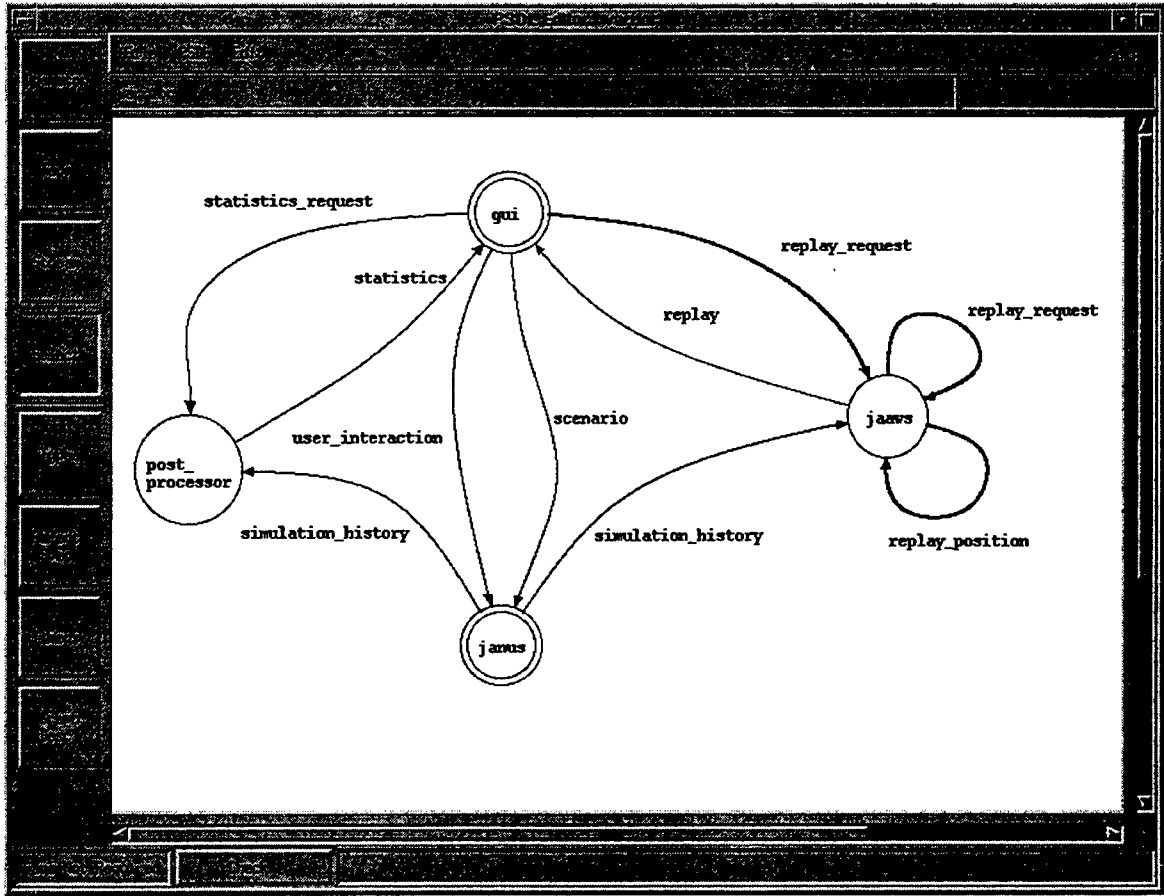 statistics_request
gui
replay_request
statistics
replay
replay_request
scenario
jaaws
user_interaction
post_
processor
simulation_history
simulation_history
replay_position
janus